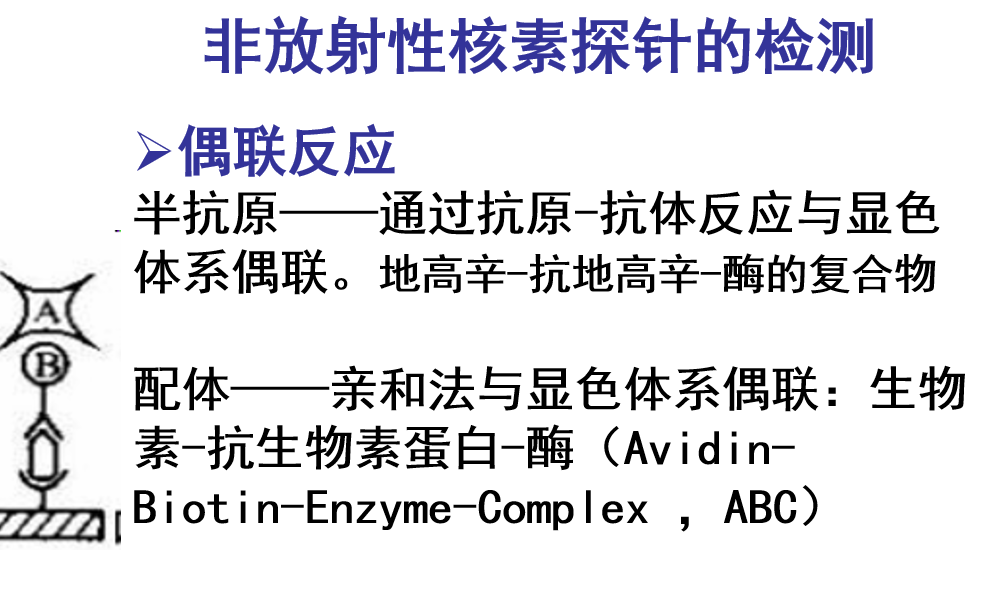 非放射性核素探针的检测
➢偶联反应
半抗原——通过抗原-抗体反应与显色
体系偶联。地高辛-抗地高辛-酶的复合物
A
B
配体——亲和法与显色体系偶联：生物
素-抗生物素蛋白-酶（Avidin-
Biotin-Enzyme-Complex ，ABC）